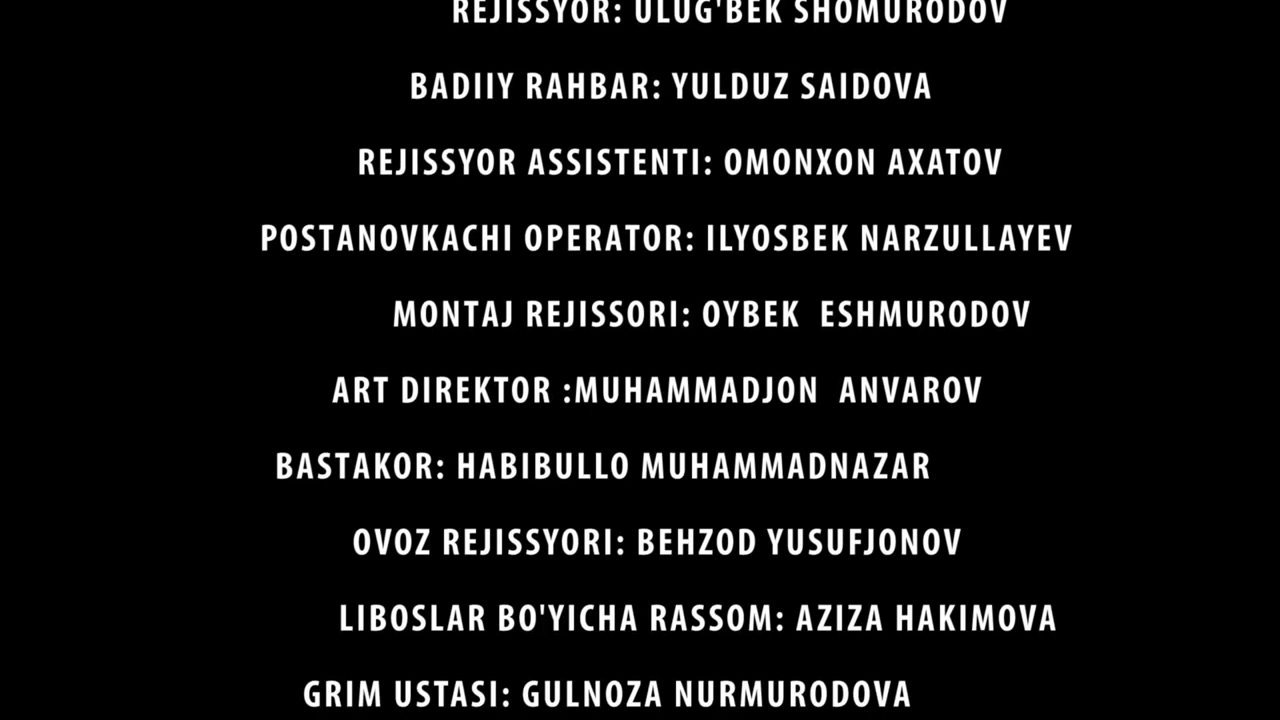 REJISSYOR: ULUG'BEK SHOMURODOV
BADIIY RAHBAR: YULDUZ SAIDOVA
REJISSYOR ASSISTENTI: OMONXON AXATOV
POSTANOVKACHI OPERATOR: ILYOSBEK NARZULLAYEV
MONTAJ REJISSORI: OYBEK  ESHMURODOV
ART DIREKTOR :MUHAMMADJON  ANVAROV
BASTAKOR: HABIBULLO MUHAMMADNAZAR
OVOZ REJISSYORI: BEHZOD YUSUFJONOV
LIBOSLAR BO'YICHA RASSOM: AZIZA HAKIMOVA
GRIM USTASI: GULNOZA NURMURODOVA